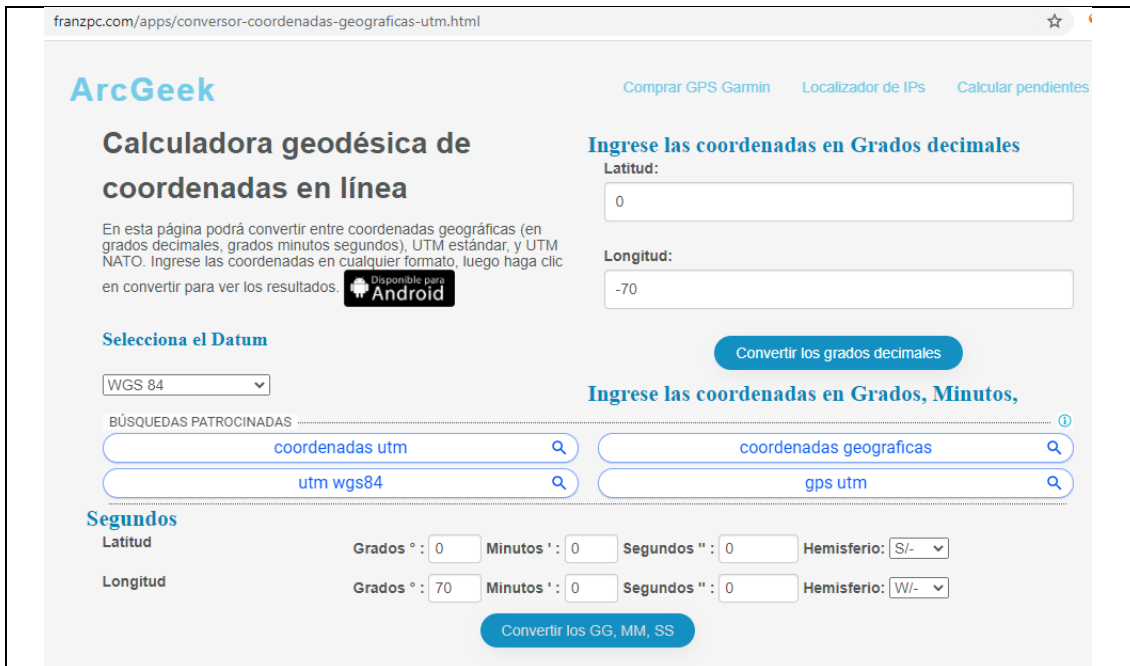 franzpc.com/apps/conversor-coordenadas-geograficas-utm.html
ArcGeek
Comprar GPS Garmin Localizador de IPs Calcular pendientes
Calculadora geodésica de
coordenadas en línea
En esta página podrá convertir entre coordenadas geográficas (en
grados decimales, grados minutos segundos), UTM estándar, y UTM
NATO. Ingrese las coordenadas en cualquier formato, luego haga clic
en convertir para ver los resultados. Disponible para Android
Selecciona el Datum
WGS 84
Ingrese las coordenadas en Grados decimales
Latitud:
0
Longitud:
-70
Convertir los grados decimales
Ingrese las coordenadas en Grados, Minutos,
BÚSQUEDAS PATROCINADAS
coordenadas utm
coordenadas geograficas
utm wgs84
gps utm
Segundos
Latitud Grados ° : 0 Minutos ' : 0 Segundos " : 0 Hemisferio: S/-
Longitud Grados ° : 70 Minutos ' : 0 Segundos " : 0 Hemisferio: W/-
Convertir los GG, MM, SS